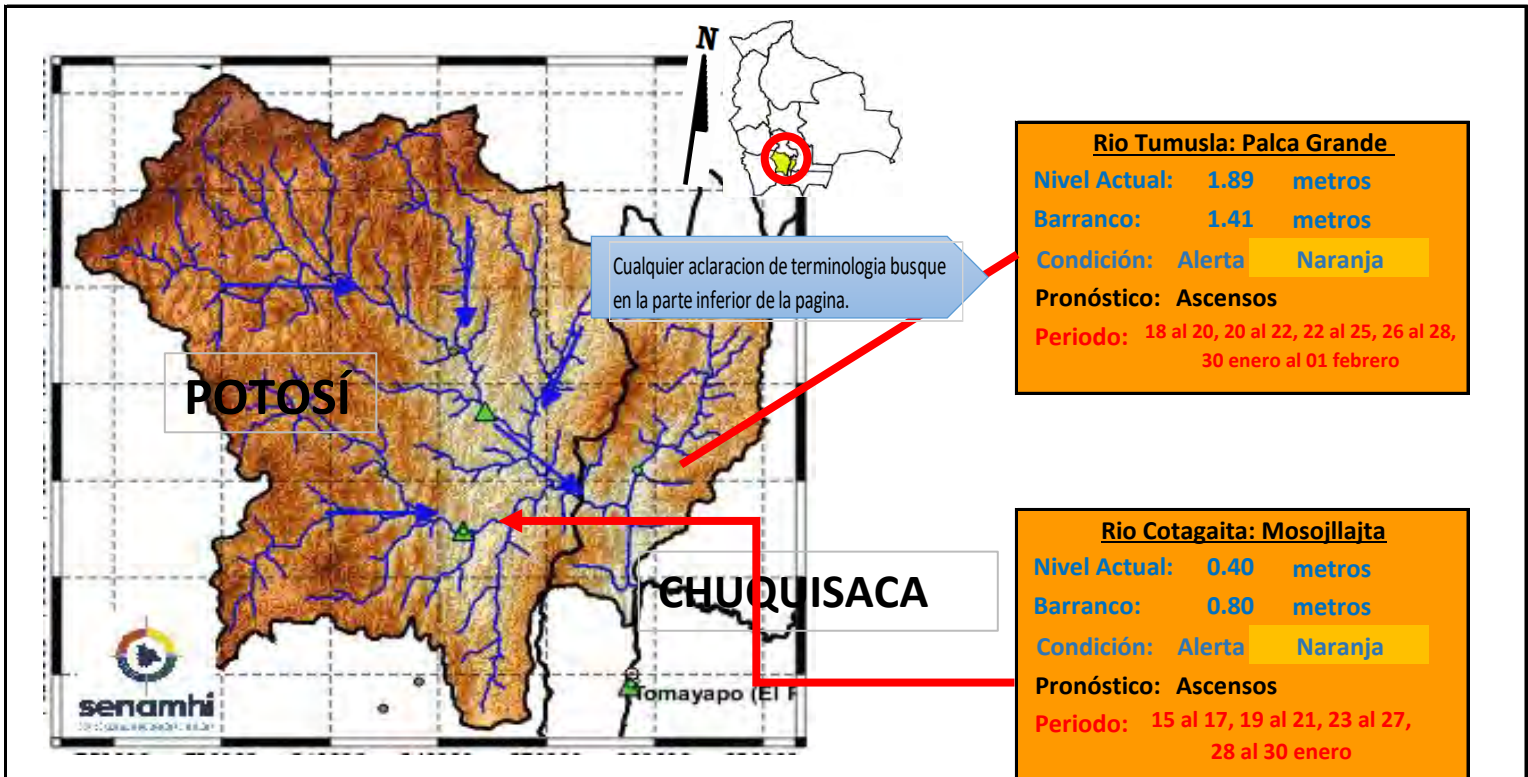 N
Cualquier aclaracion de terminologia busque
en la parte inferior de la pagina.
POTOSÍ
CHUQUISACA
Tomayapo (El
senamhi
Rio Tumusla: Palca Grande
Nivel Actual: 1.89 metros
Barranco: 1.41 metros
Condición: Alerta Naranja
Pronóstico: Ascensos
Periodo: 18 al 20, 20 al 22, 22 al 25, 26 al 28,
30 enero al 01 febrero
Rio Cotagaita: Mosojllajta
Nivel Actual: 0.40 metros
Barranco: 0.80 metros
Condición: Alerta Naranja
Pronóstico: Ascensos
Periodo: 15 al 17, 19 al 21, 23 al 27,
28 al 30 enero